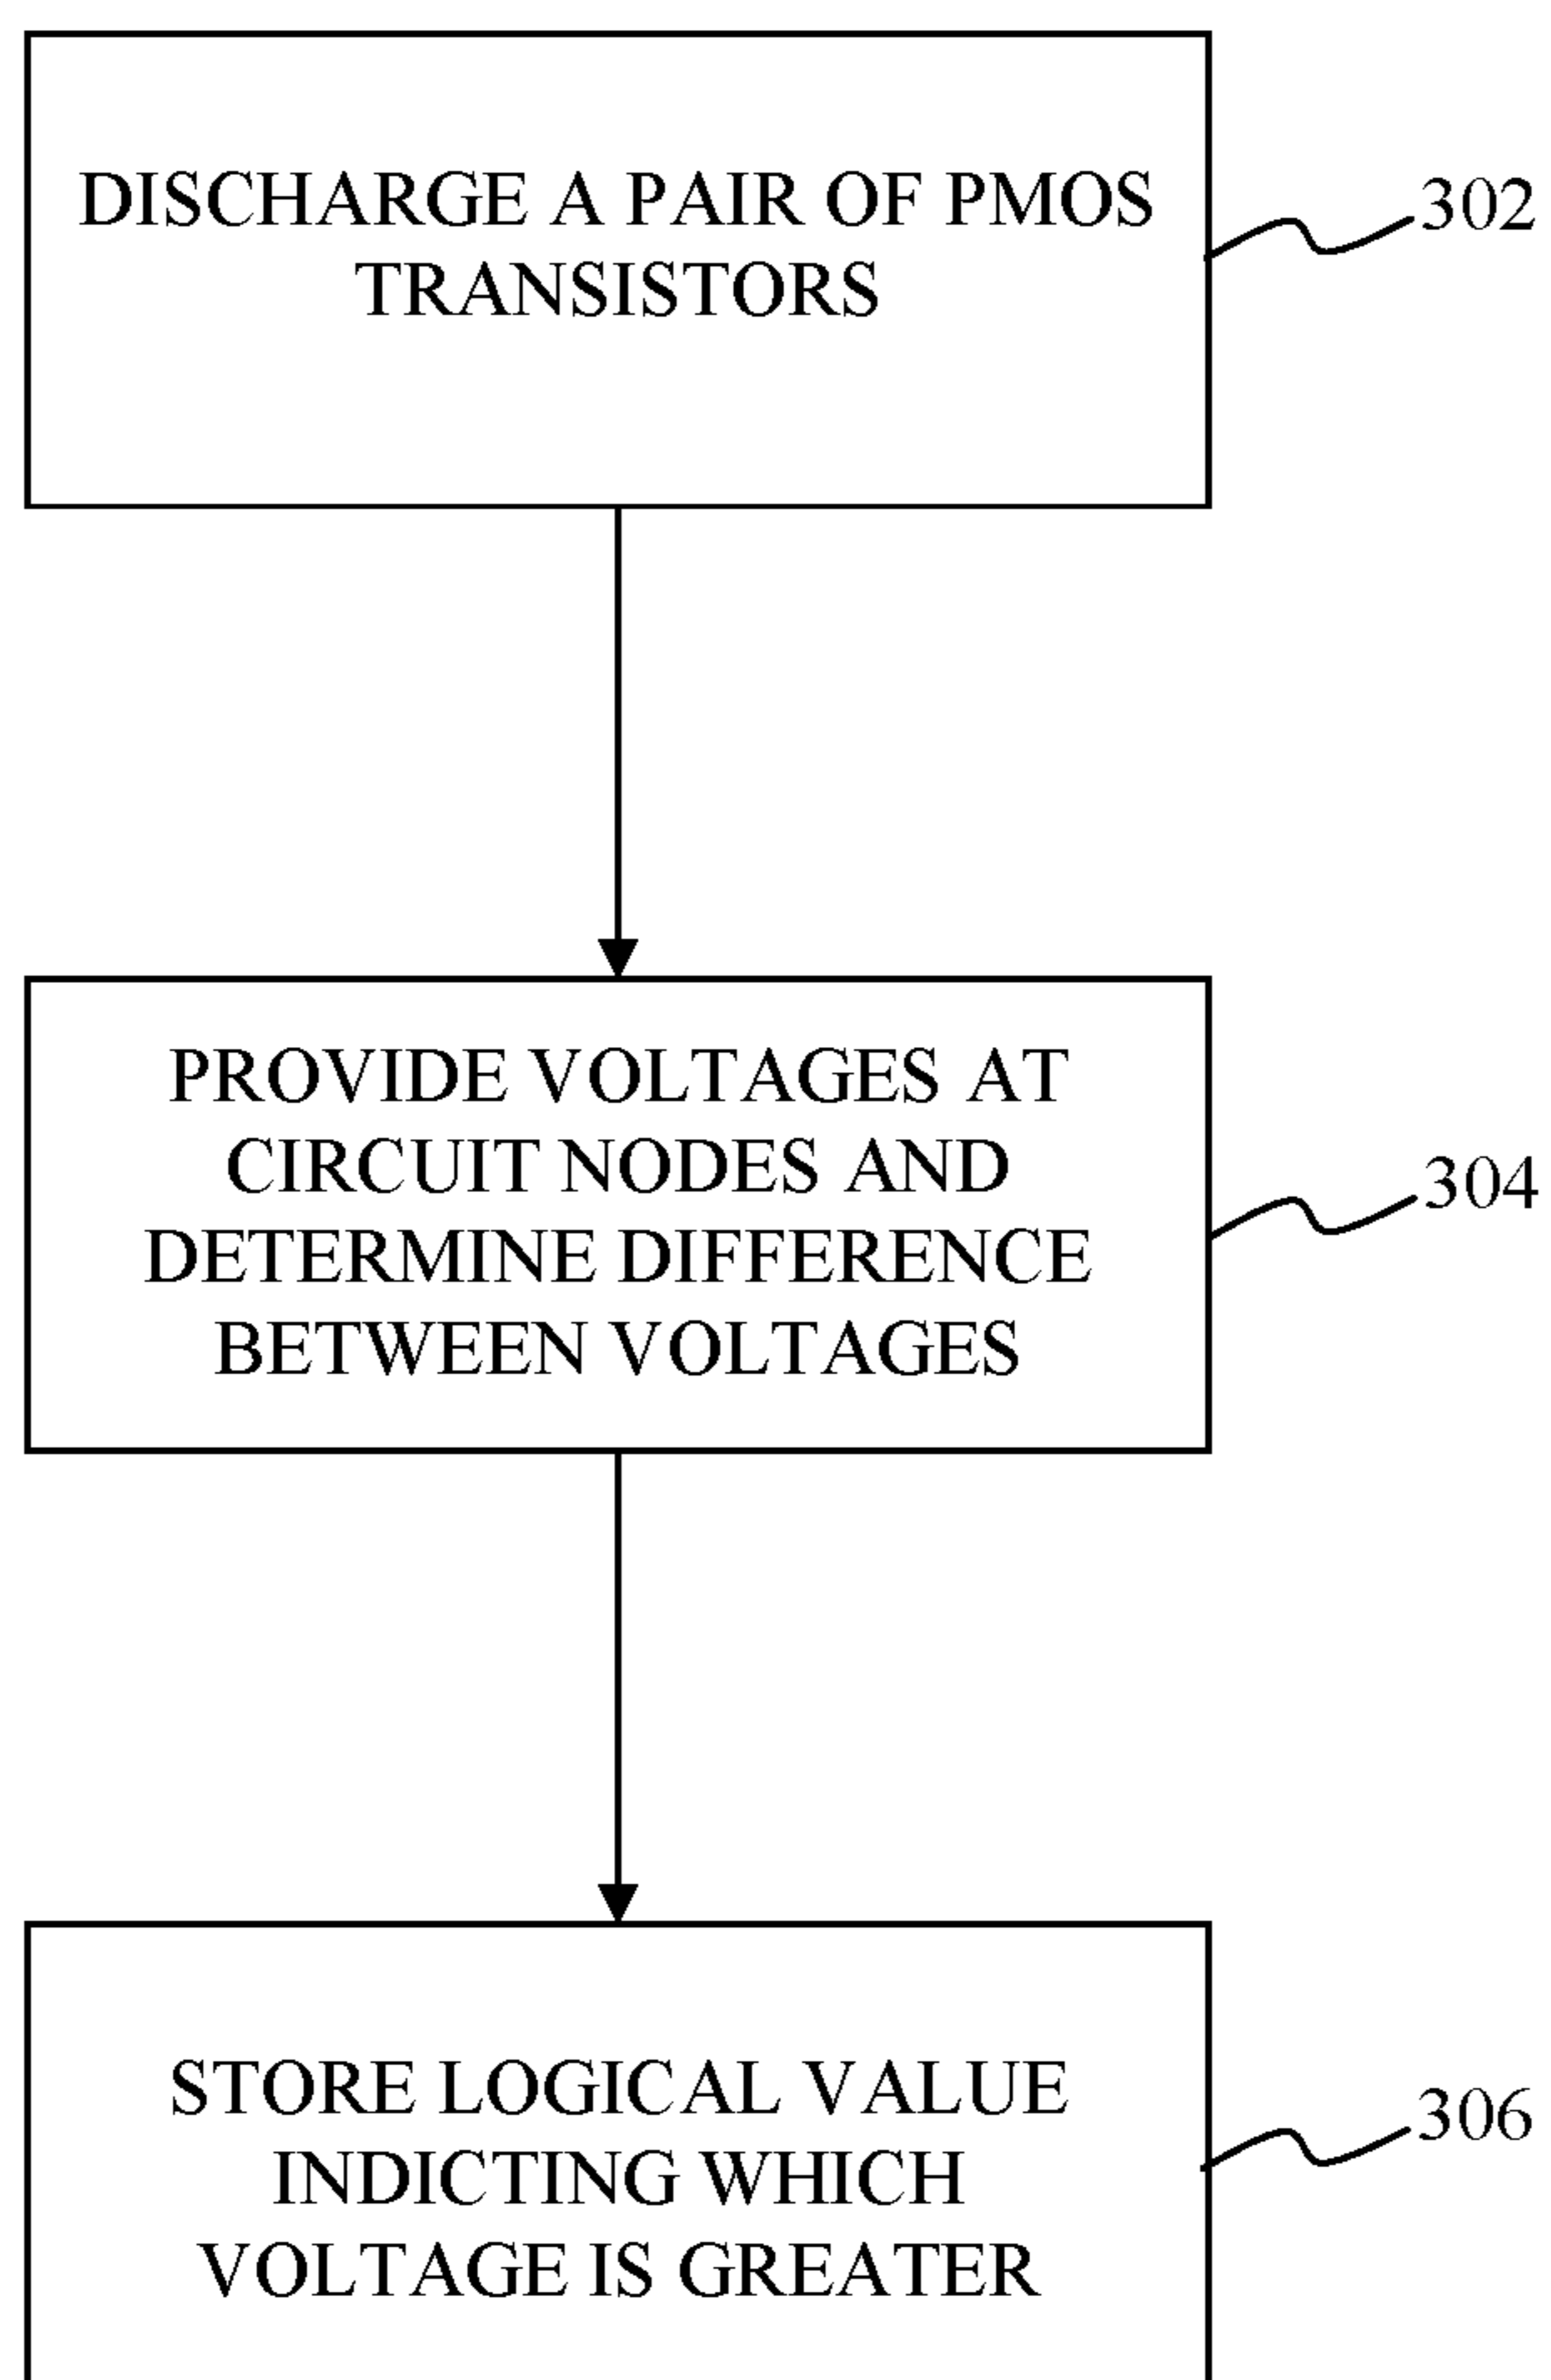 DISCHARGE A PAIR OF PMOS
TRANSISTORS
302
PROVIDE VOLTAGES AT
CIRCUIT NODES AND
DETERMINE DIFFERENCE
BETWEEN VOLTAGES
304
STORE LOGICAL VALUE
INDICTING WHICH
VOLTAGE IS GREATER
306